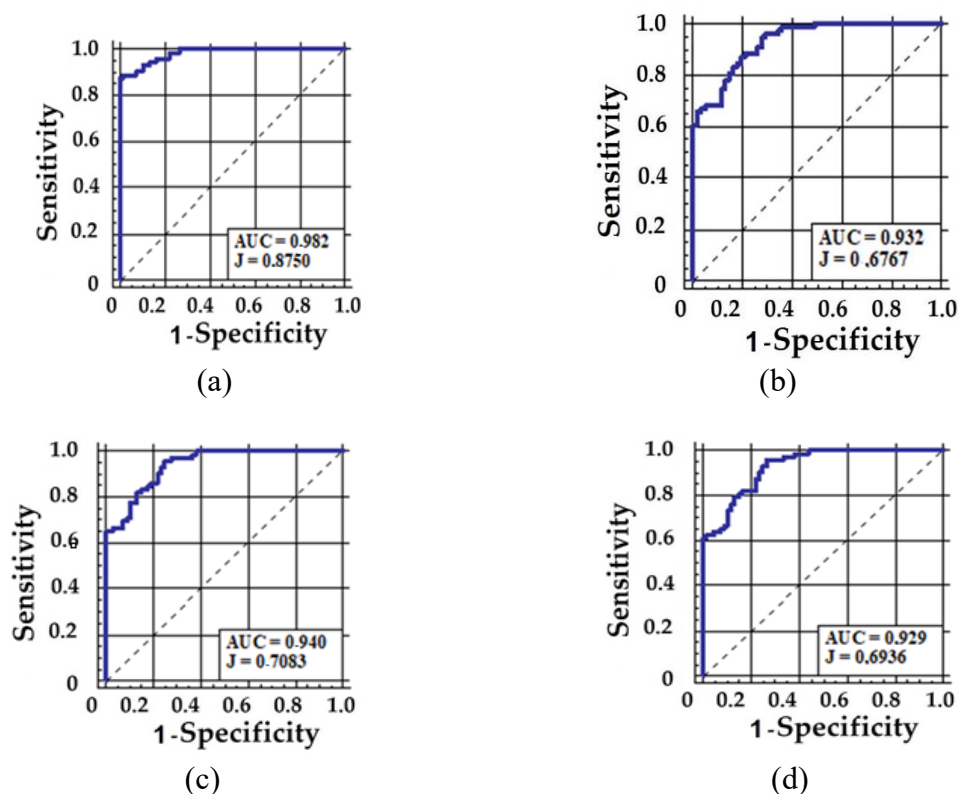 1.0
0.8
0.6
0.4
0.2
0
Sensitivity
AUC = 0.982
J = 0.8750
0 0.2 0.4 0.6 0.8 1.0
1-Specificity
(a)
1.0
0.8
0.6
0.4
0.2
0
Sensitivity
AUC = 0.932
J = 0 .6767
0 0.2 0.4 0.6 0.8 1.0
1-Specificity
(b)
1.0
0.8
0.6
0.4
0.2
0
Sensitivity
AUC = 0.940
J = 0.7083
0 0.2 0.4 0.6 0.8 1.0
1-Specificity
(c)
1.0
0.8
0.6
0.4
0.2
0
Sensitivity
AUC = 0.929
J = 0.6936
0 0.2 0.4 0.6 0.8 1.0
1-Specificity
(d)